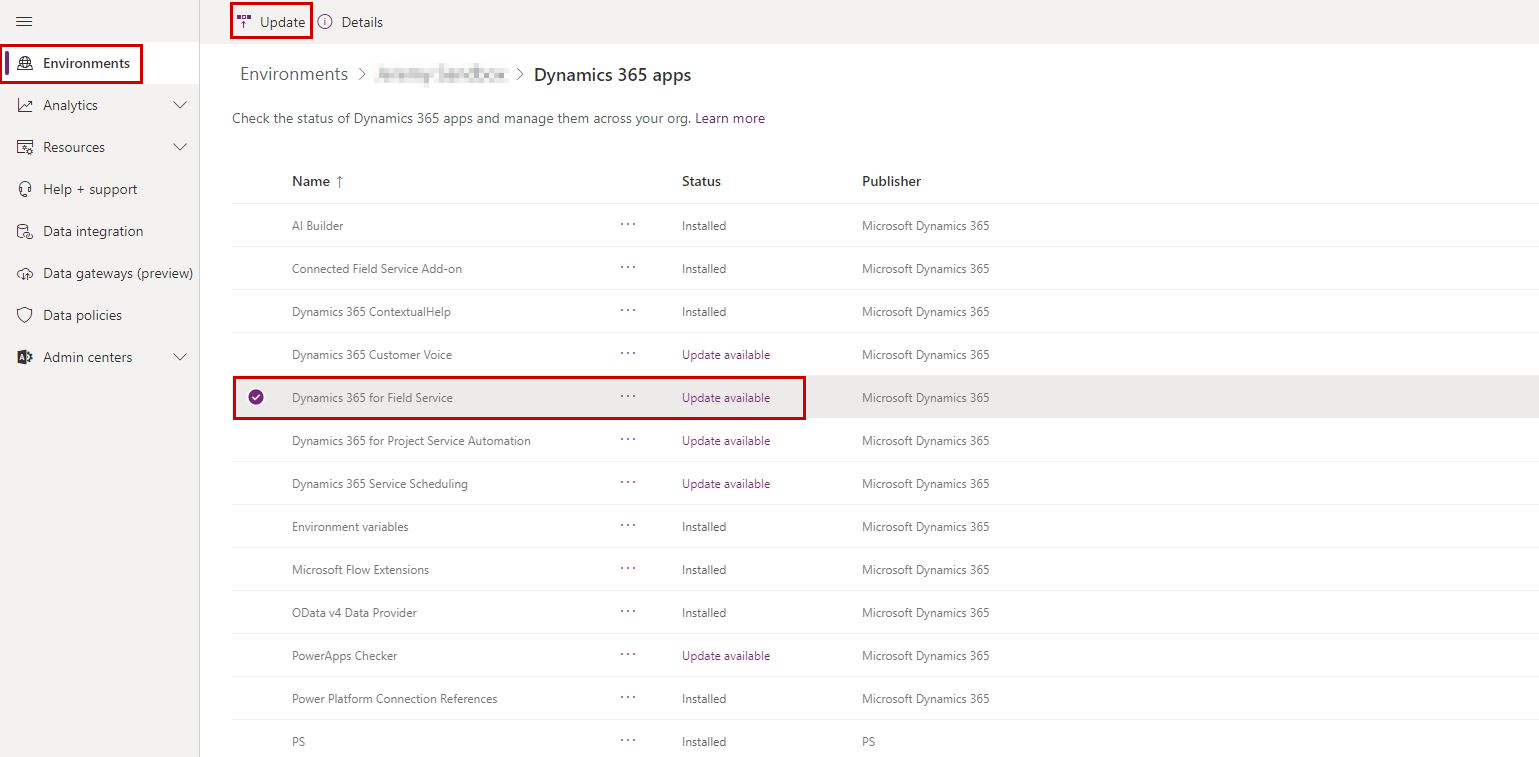 Update Details
Environments
Environments > > Dynamics 365 apps
Analytics
Check the status of Dynamics 365 apps and manage them across your org. Learn more
Resources
Help + support
Data integration
Data gateways (preview)
Data policies
Admin centers
Name ↑ Status Publisher
AI Builder ... Installed Microsoft Dynamics 365
Connected Field Service Add-on ... Installed Microsoft Dynamics 365
Dynamics 365 ContextualHelp ... Installed Microsoft Dynamics 365
Dynamics 365 Customer Voice ... Update available Microsoft Dynamics 365
Dynamics 365 for Field Service ... Update available Microsoft Dynamics 365
Dynamics 365 for Project Service Automation ... Update available Microsoft Dynamics 365
Dynamics 365 Service Scheduling ... Update available Microsoft Dynamics 365
Environment variables ... Installed Microsoft Dynamics 365
Microsoft Flow Extensions ... Installed Microsoft Dynamics 365
OData v4 Data Provider ... Installed Microsoft Dynamics 365
PowerApps Checker ... Update available Microsoft Dynamics 365
Power Platform Connection References ... Installed Microsoft Dynamics 365
PS ... Installed PS